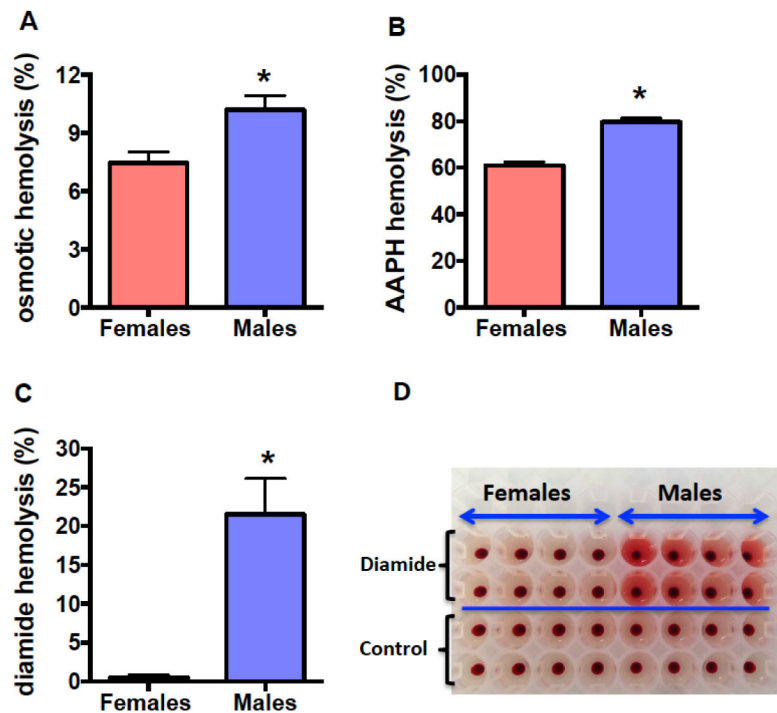 A
osmotic hemolysis (%)
12
9
6
3
0
*
Females Males
B
AAPH hemolysis (%)
100
80
60
40
20
0
*
Females Males
C
diamide hemolysis (%)
30
25
20
15
10
5
0
*
Females Males
D
Females Males
Diamide
Control